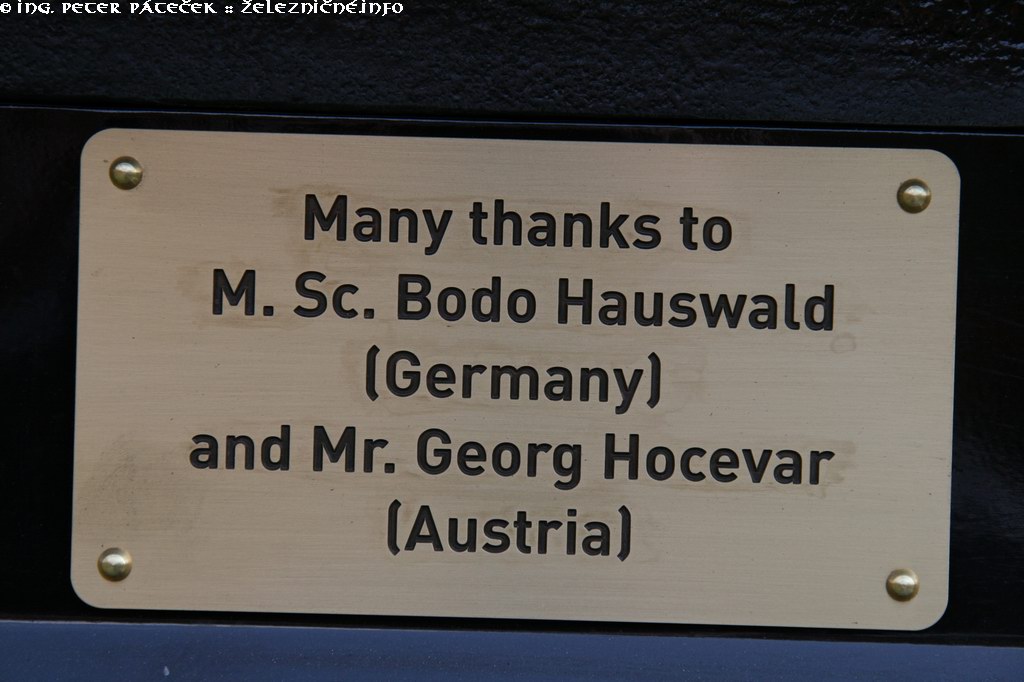 © Ing. Peter Páteček :: Železničné.info
Many thanks to
M. Sc. Bodo Hauswald
(Germany)
and Mr. Georg Hocevar
(Austria)